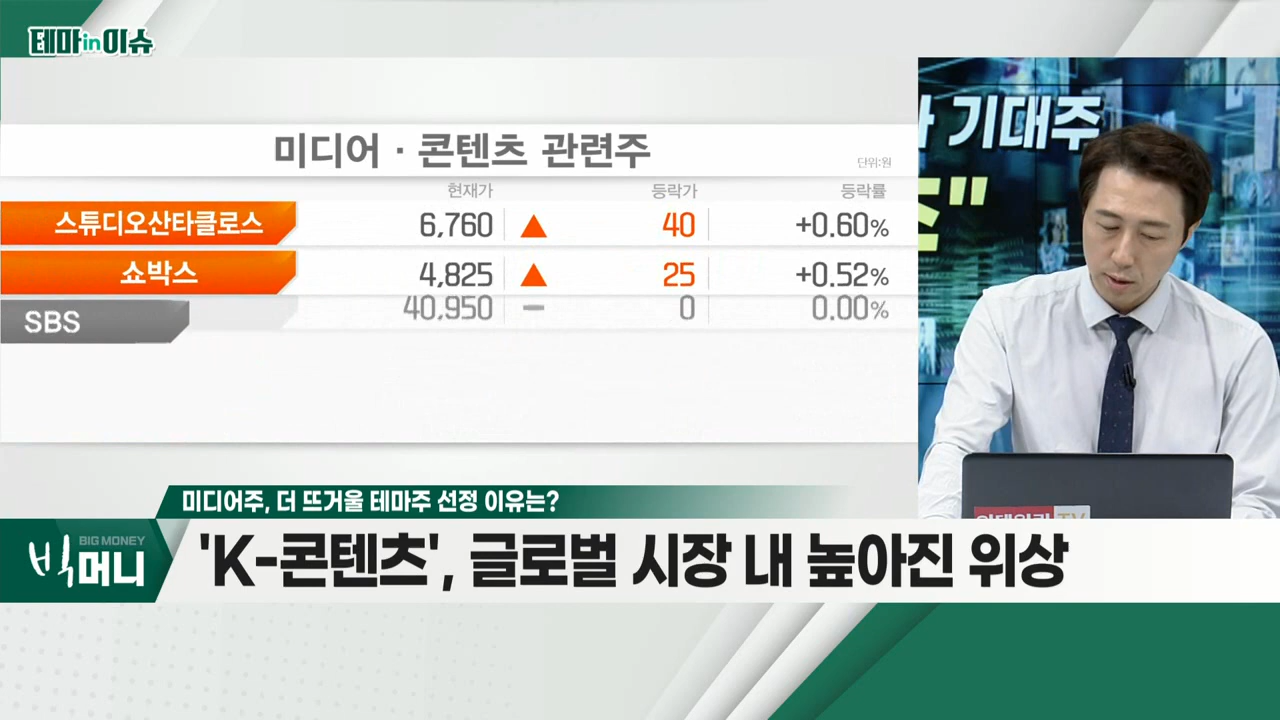 테마in이슈
미디어 · 콘텐츠 관련주
단위:원
현재가 등락가 등락률
스튜디오산타클로스 6,760 ▲ 40 +0.60%
쇼박스 4,825 ▲ 25 +0.52%
SBS 40,950 - 0 0.00%
기대주
"
미디어주, 더 뜨거울 테마주 선정 이유는?
BIG MONEY
빅머니
'K-콘텐츠', 글로벌 시장 내 높아진 위상